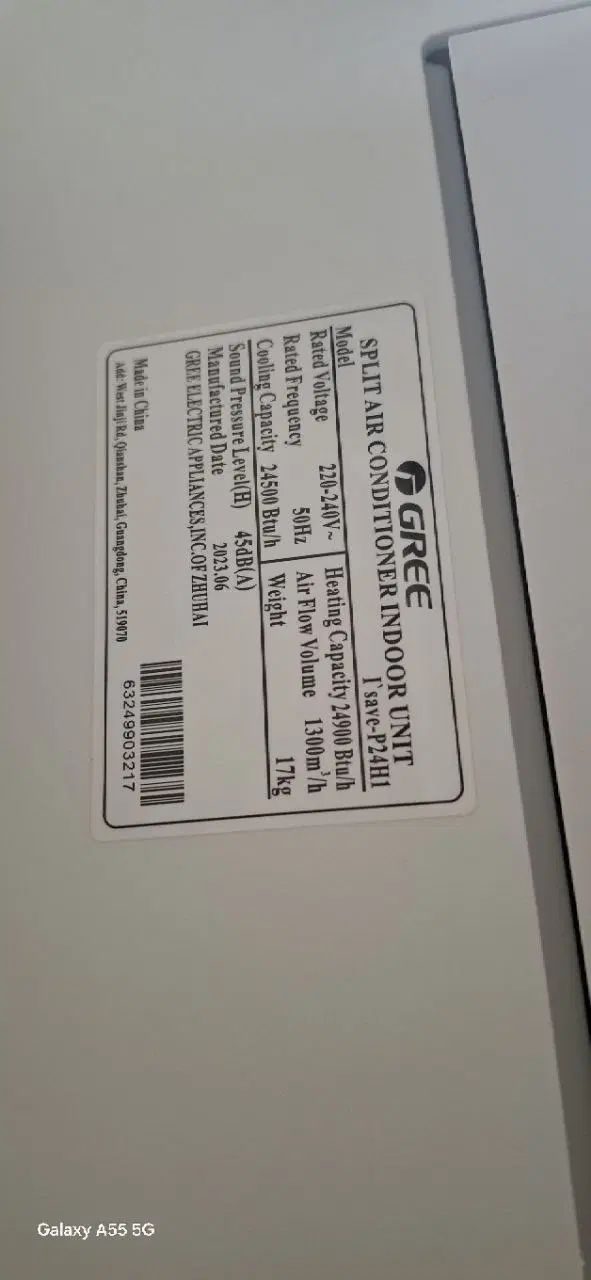 GREE
SPLIT AIR CONDITIONER INDOOR UNIT
Model I`save-P24H1
Rated Voltage 220-240V~ Heating Capacity 24900 Btu/h
Rated Frequency 50Hz Air Flow Volume 1300m³/h
Cooling Capacity 24500 Btu/h Weight 17kg
Sound Pressure Level(H) 45dB(A)
Manufactured Date 2023.06
GREE ELECTRIC APPLIANCES,INC.OF ZHUHAI
Made in China
Add: West Jinji Rd, Qianshan, Zhuhai, Guangdong, China, 519070
63249903217
Galaxy A55 5G